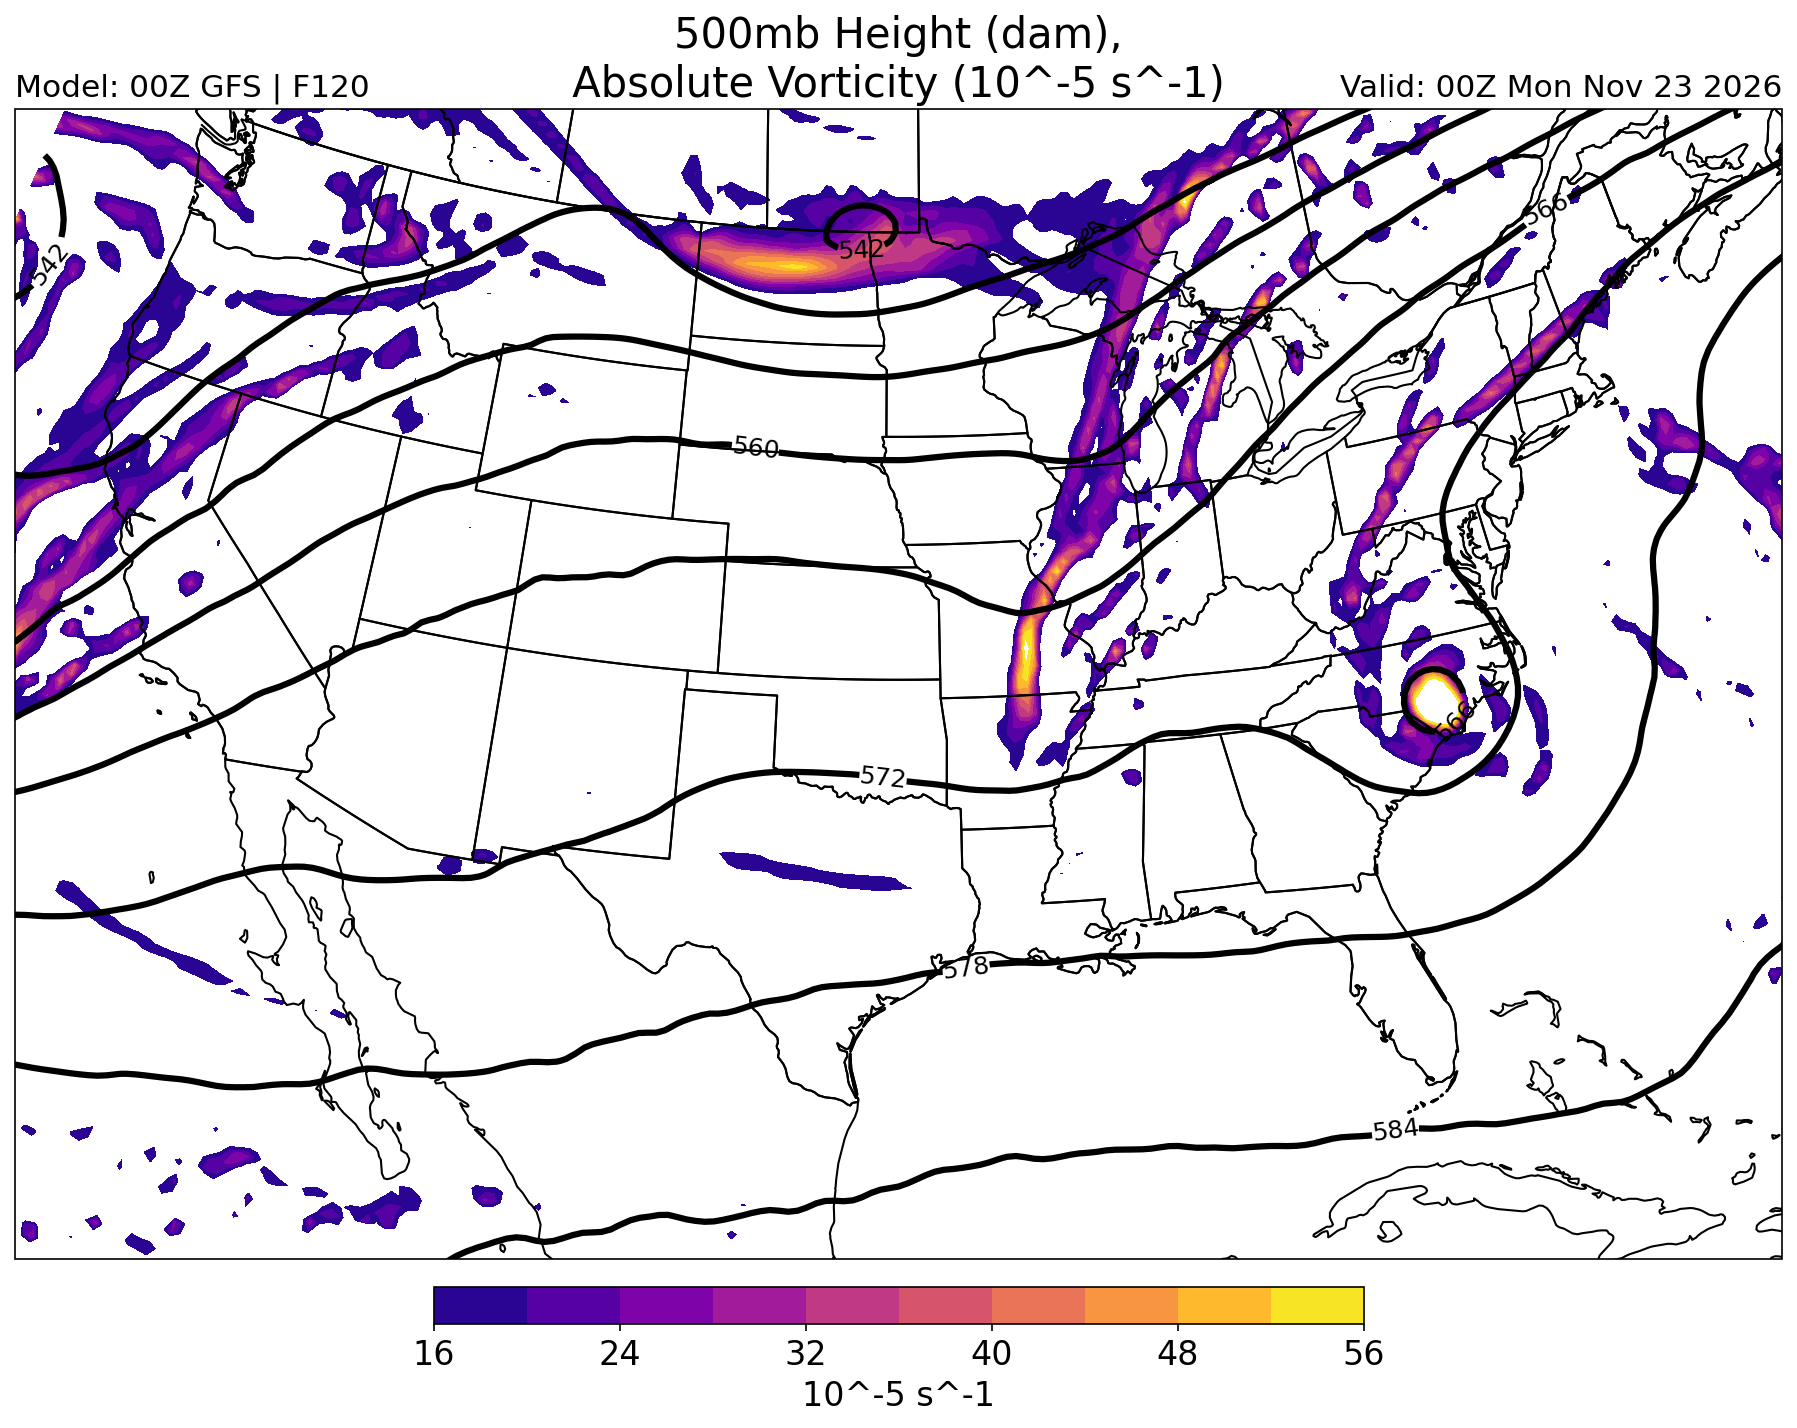 500mb Height (dam),
Model: 00Z GFS | F120
Absolute Vorticity (10^-5 s^-1)
Valid: 00Z Mon Nov 23 2026
566
542
542
560
566
572
578
584
16 24 32 40 48 56
10^-5 s^-1